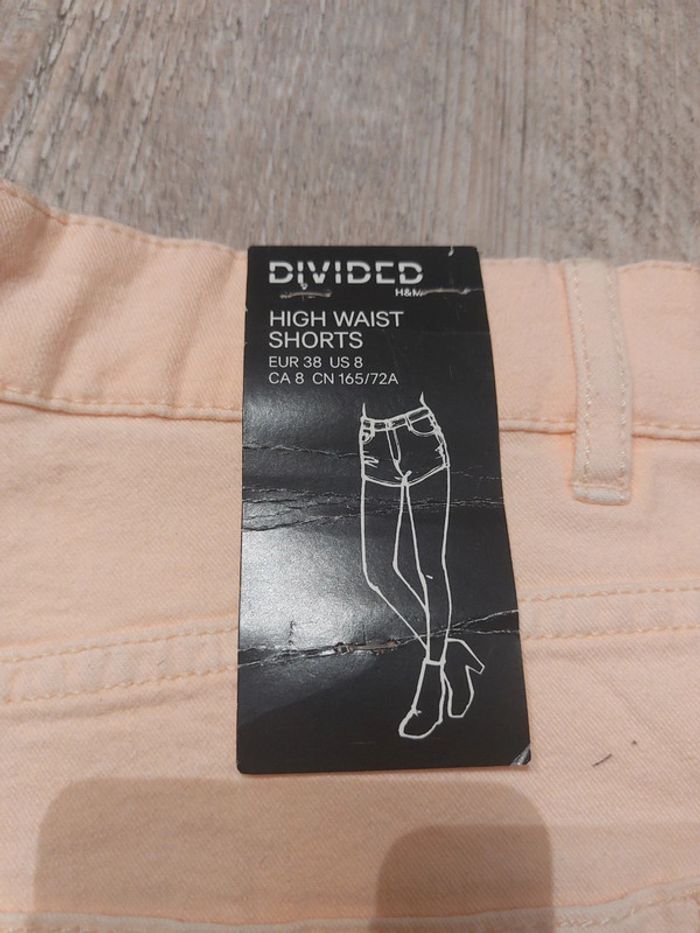 DIVIDED
H&M
HIGH WAIST
SHORTS
EUR 38 US 8
CA 8 CN 165/72A